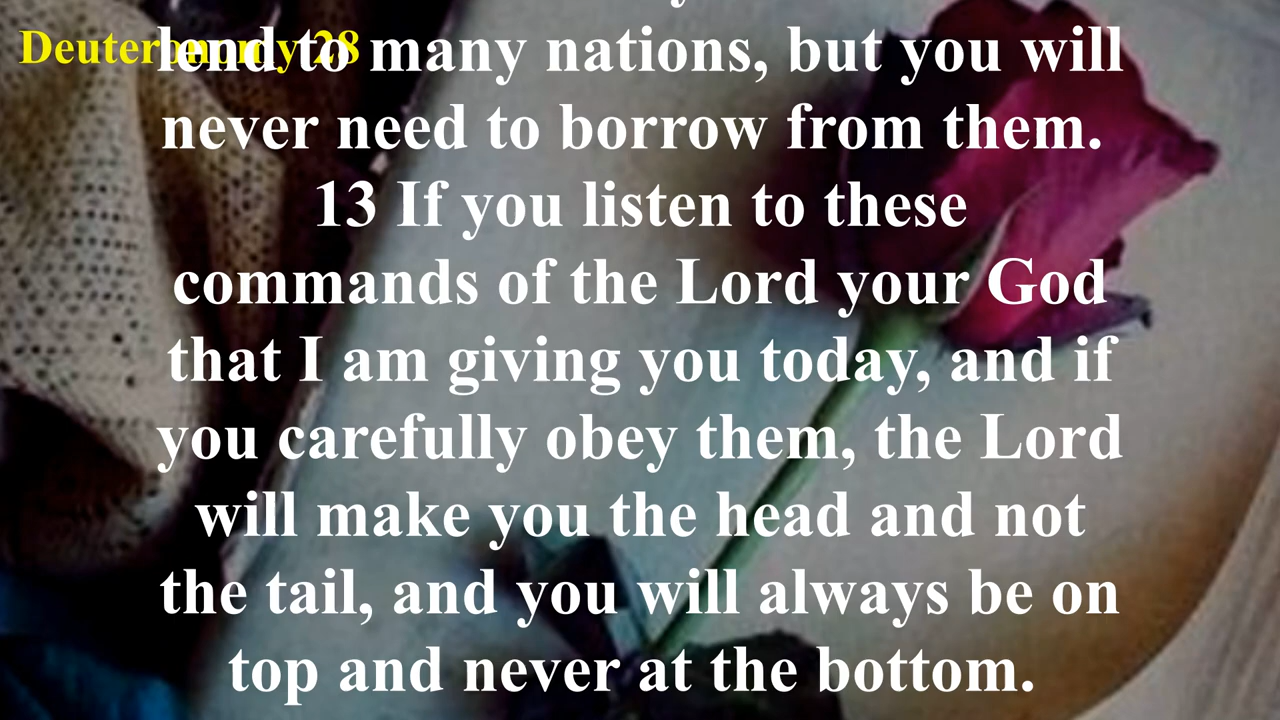 Deuteronomy 28
lend to many nations, but you will
never need to borrow from them.
13 If you listen to these
commands of the Lord your God
that I am giving you today, and if
you carefully obey them, the Lord
will make you the head and not
the tail, and you will always be on
top and never at the bottom.